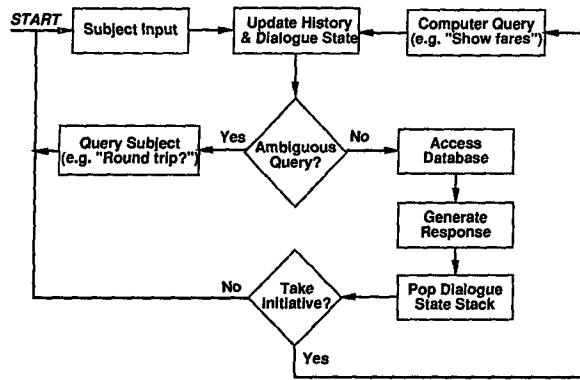 START
Subject Input
Update History
& Dialogue State
Computer Query
(e.g. "Show fares")
Query Subject
(e.g. "Round trip?")
Yes
Ambiguous
Query?
No
Access
Database
Generate
Response
No
Take
Initiative?
Pop Dialogue
State Stack
Yes